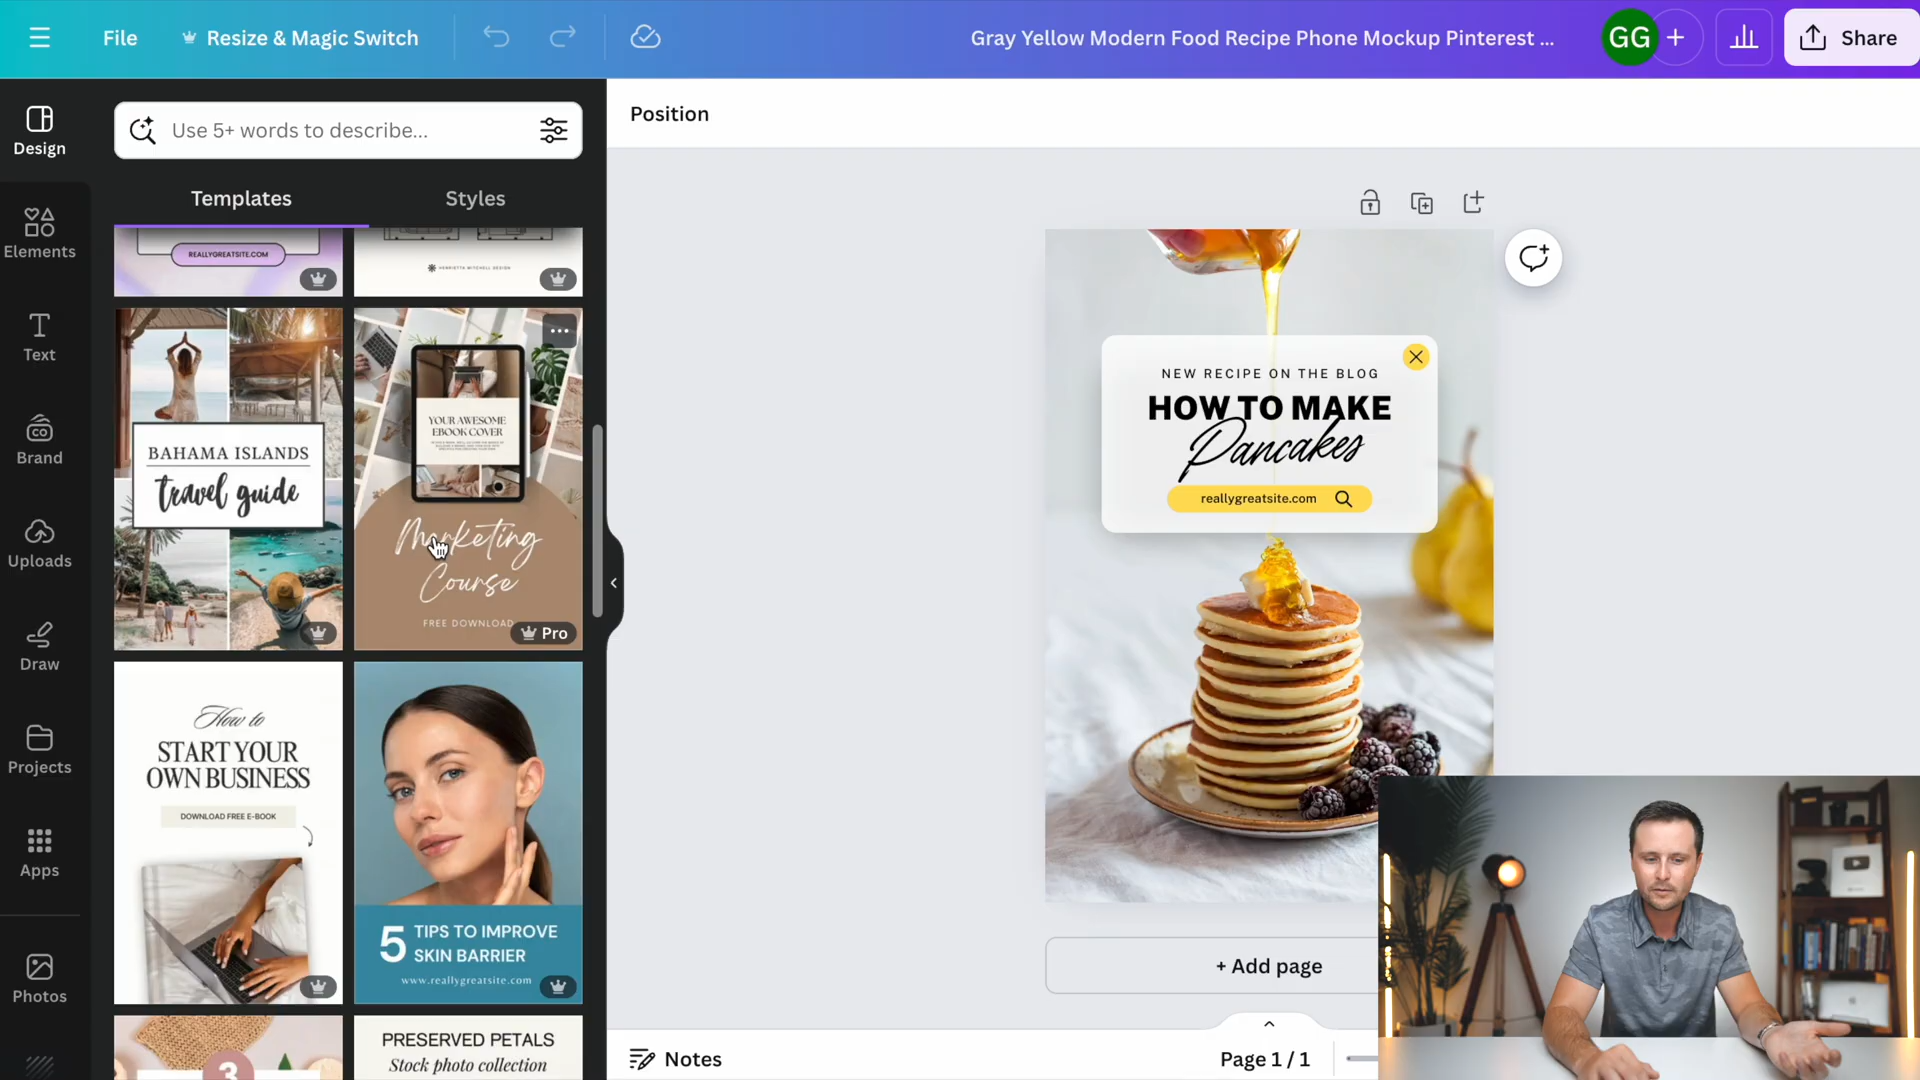 File
Resize & Magic Switch
Gray Yellow Modern Food Recipe Phone Mockup Pinterest ...
GG
Share
Design
Elements
Text
Brand
Uploads
Draw
Projects
Apps
Photos
Use 5+ words to describe...
Templates
Styles
REALLYGREATSITE.COM
HENRIETTA MITCHELL DESIGN
BAHAMA ISLANDS
travel guide
YOUR AWESOME
EBOOK COVER
Marketing
Course
FREE DOWNLOAD
Pro
How to
START YOUR
OWN BUSINESS
DOWNLOAD FREE E-BOOK
5 TIPS TO IMPROVE
SKIN BARRIER
www.reallygreatsite.com
3
PRESERVED PETALS
Stock photo collection
Position
NEW RECIPE ON THE BLOG
HOW TO MAKE
Pancakes
reallygreatsite.com
+ Add page
Notes
Page 1 / 1